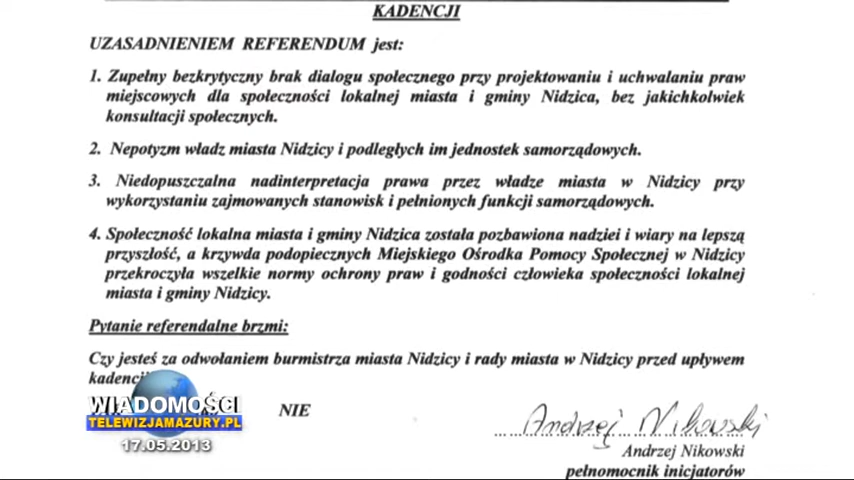 KADENCJI
UZASADNIENIEM REFERENDUM jest:
1. Zupełny bezkrytyczny brak dialogu społecznego przy projektowaniu i uchwalaniu praw
miejscowych dla społeczności lokalnej miasta i gminy Nidzica, bez jakichkolwiek
konsultacji społecznych.
2. Nepotyzm władz miasta Nidzicy i podległych im jednostek samorządowych.
3. Niedopuszczalna nadinterpretacja prawa przez władze miasta w Nidzicy przy
wykorzystaniu zajmowanych stanowisk i pełnionych funkcji samorządowych.
4. Społeczność lokalna miasta i gminy Nidzica została pozbawiona nadziei i wiary na lepszą
przyszłość, a krzywda podopiecznych Miejskiego Ośrodka Pomocy Społecznej w Nidzicy
przekroczyła wszelkie normy ochrony praw i godności człowieka społeczności lokalnej
miasta i gminy Nidzicy.
Pytanie referendalne brzmi:
Czy jesteś za odwołaniem burmistrza miasta Nidzicy i rady miasta w Nidzicy przed upływem
kadencji
NIE
WIADOMOŚCI
TELEWIZJAMAZURY.PL
17.05.2013
Andrzej Nikowski
Andrzej Nikowski
pełnomocnik inicjatorów